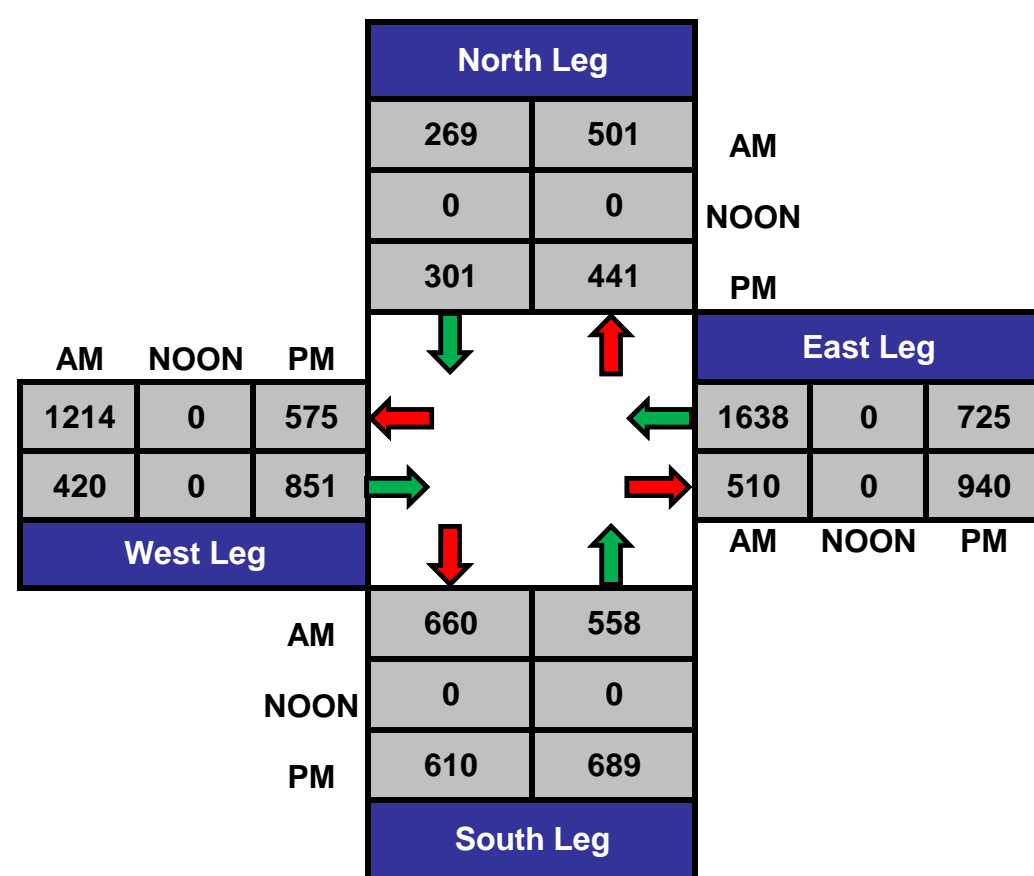 North Leg
269 501 AM
0 0 NOON
301 441 PM
AM NOON PM East Leg
1214 0 575 1638 0 725
420 0 851 510 0 940
West Leg AM NOON PM
AM 660 558
NOON 0 0
PM 610 689
South Leg